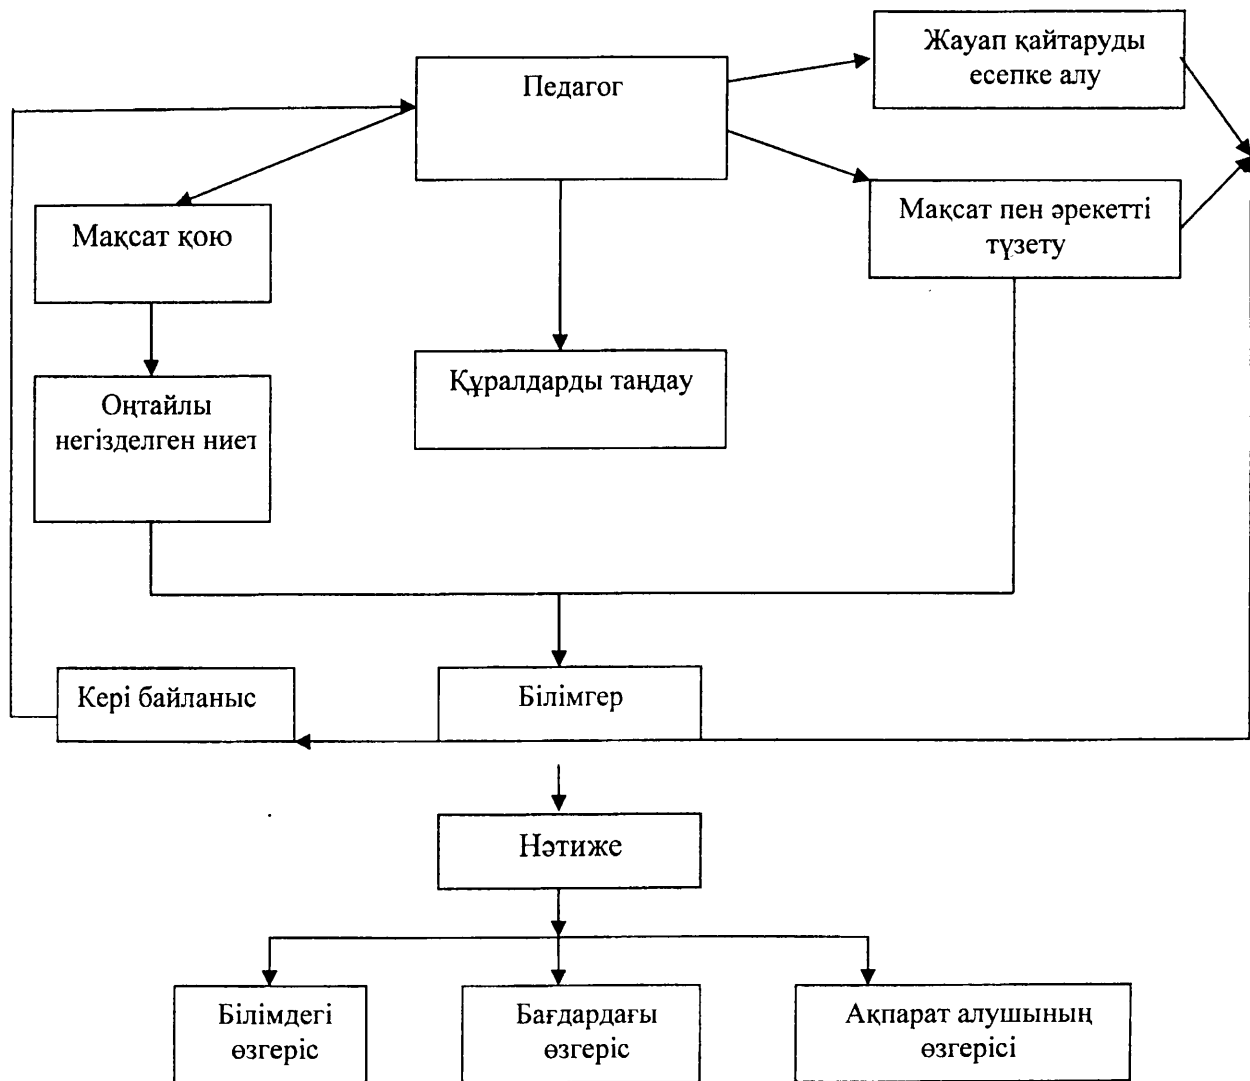 Жауап қайтаруды
есепке алу
Педагог
Мақсат пен әрекетті
түзету
Мақсат қою
Құралдарды таңдау
Оңтайлы
негізделген ниет
Кері байланыс
Білімгер
Нәтиже
Білімдегі
өзгеріс
Бағдардағы
өзгеріс
Ақпарат алушының
өзгерісі